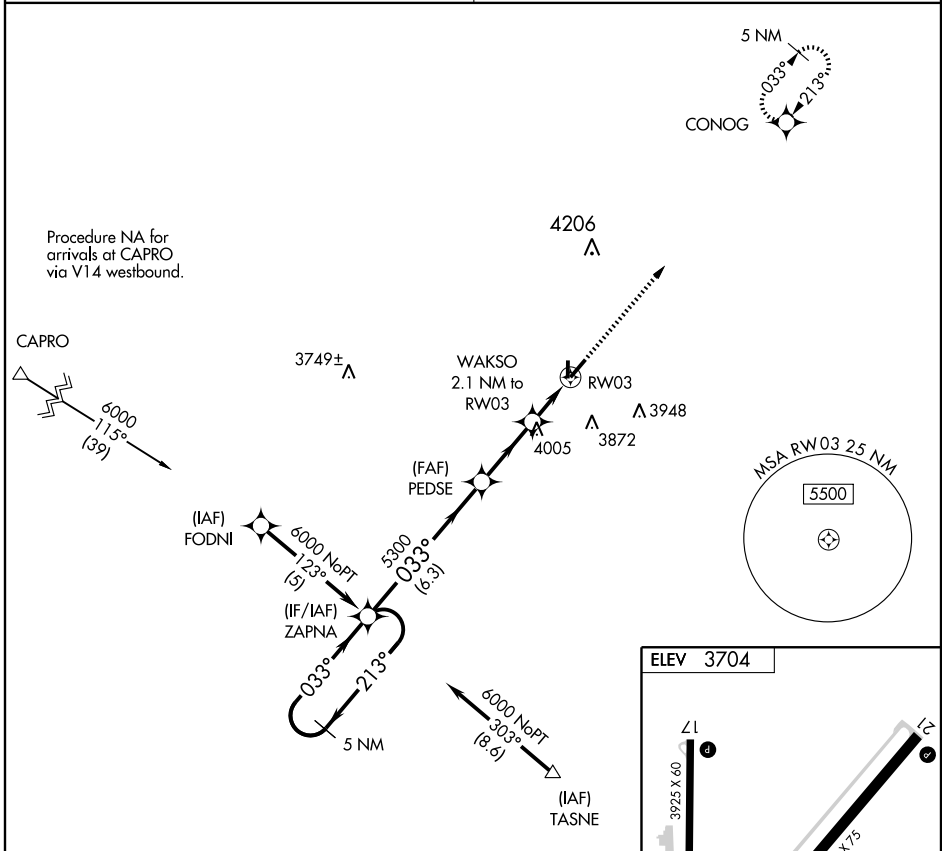 5 NM
033°
213°
CONOG
4206
Procedure NA for
arrivals at CAPRO
via V14 westbound.
CAPRO
6000
115°
(39)
3749±
WAKSO
2.1 NM to
RW03
RW03
3948
3872
4005
(FAF)
PEDSE
MSA RW 03 25 NM
5500
(IAF)
FODNI
6000 NoPT
123°
(5)
5300
033°
(6.3)
(IF/IAF)
ZAPNA
033°
213°
5 NM
6000 NoPT
303°
(8.6)
(IAF)
TASNE
ELEV 3704
17
P
21
P
3925 X 60
X 75